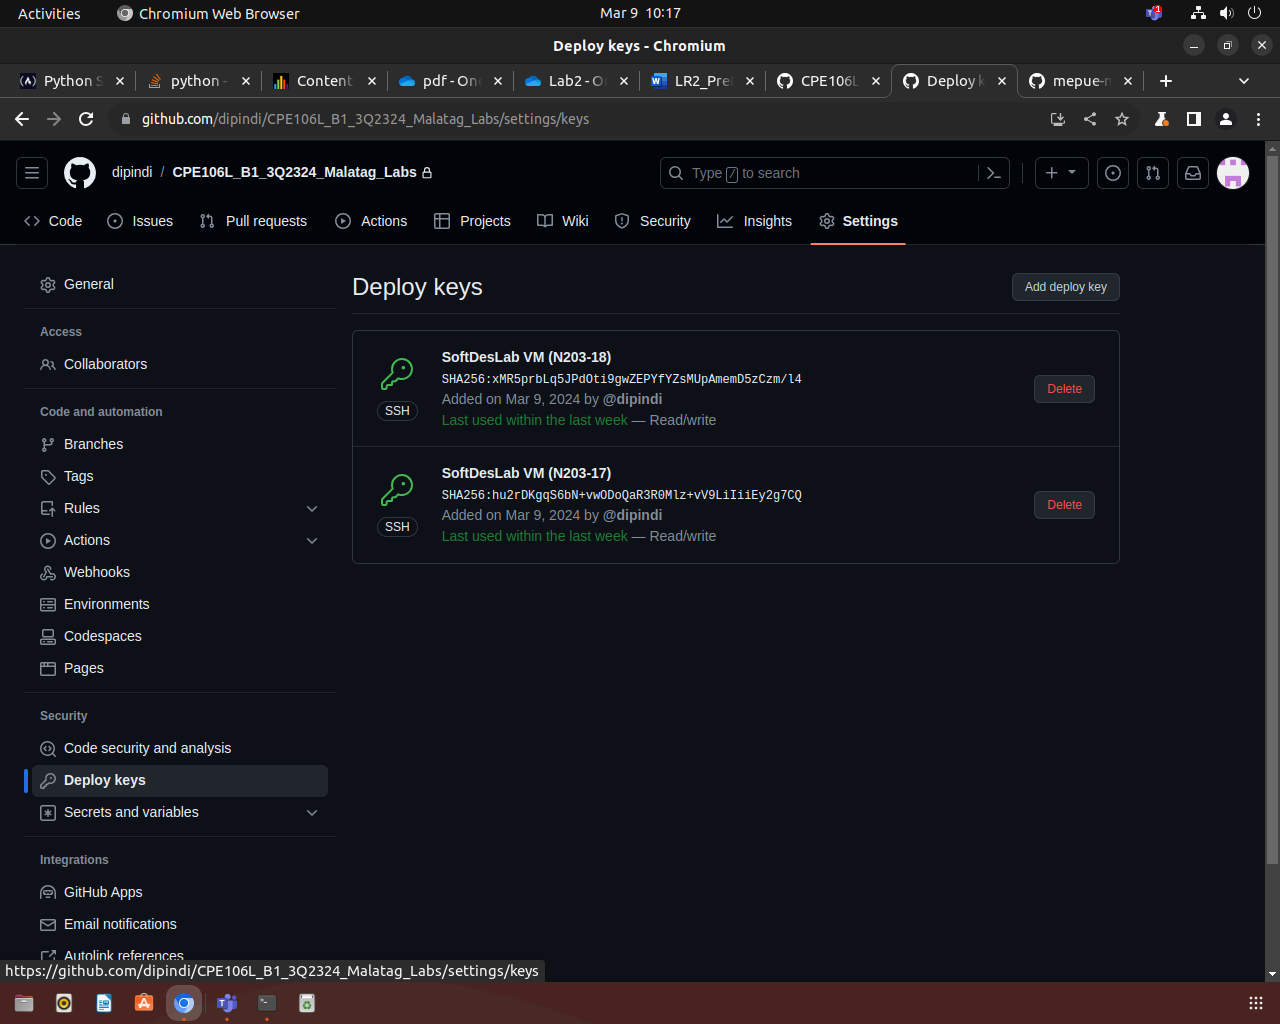 Activities
Chromium Web Browser
Mar 9 10:17
1
Deploy keys - Chromium
Python S
python -
Content
pdf - One
Lab2 - O
LR2_Pre
CPE106L
Deploy k
mepue-m
github.com/dipindi/CPE106L_B1_3Q2324_Malatag_Labs/settings/keys
dipindi / CPE106L_B1_3Q2324_Malatag_Labs
Type / to search
Code
Issues
Pull requests
Actions
Projects
Wiki
Security
Insights
Settings
General
Access
Collaborators
Code and automation
Branches
Tags
Rules
Actions
Webhooks
Environments
Codespaces
Pages
Security
Code security and analysis
Deploy keys
Secrets and variables
Integrations
GitHub Apps
Email notifications
Autolink references
Deploy keys
Add deploy key
SSH
SoftDesLab VM (N203-18)
SHA256:xMR5prbLq5JPdOti9gwZEPYfYZsMUpAmemD5zCzm/l4
Added on Mar 9, 2024 by @dipindi
Last used within the last week — Read/write
Delete
SSH
SoftDesLab VM (N203-17)
SHA256:hu2rDKgqS6bN+vwODoQaR3R0Mlz+vV9LiIiiEy2g7CQ
Added on Mar 9, 2024 by @dipindi
Last used within the last week — Read/write
Delete
https://github.com/dipindi/CPE106L_B1_3Q2324_Malatag_Labs/settings/keys